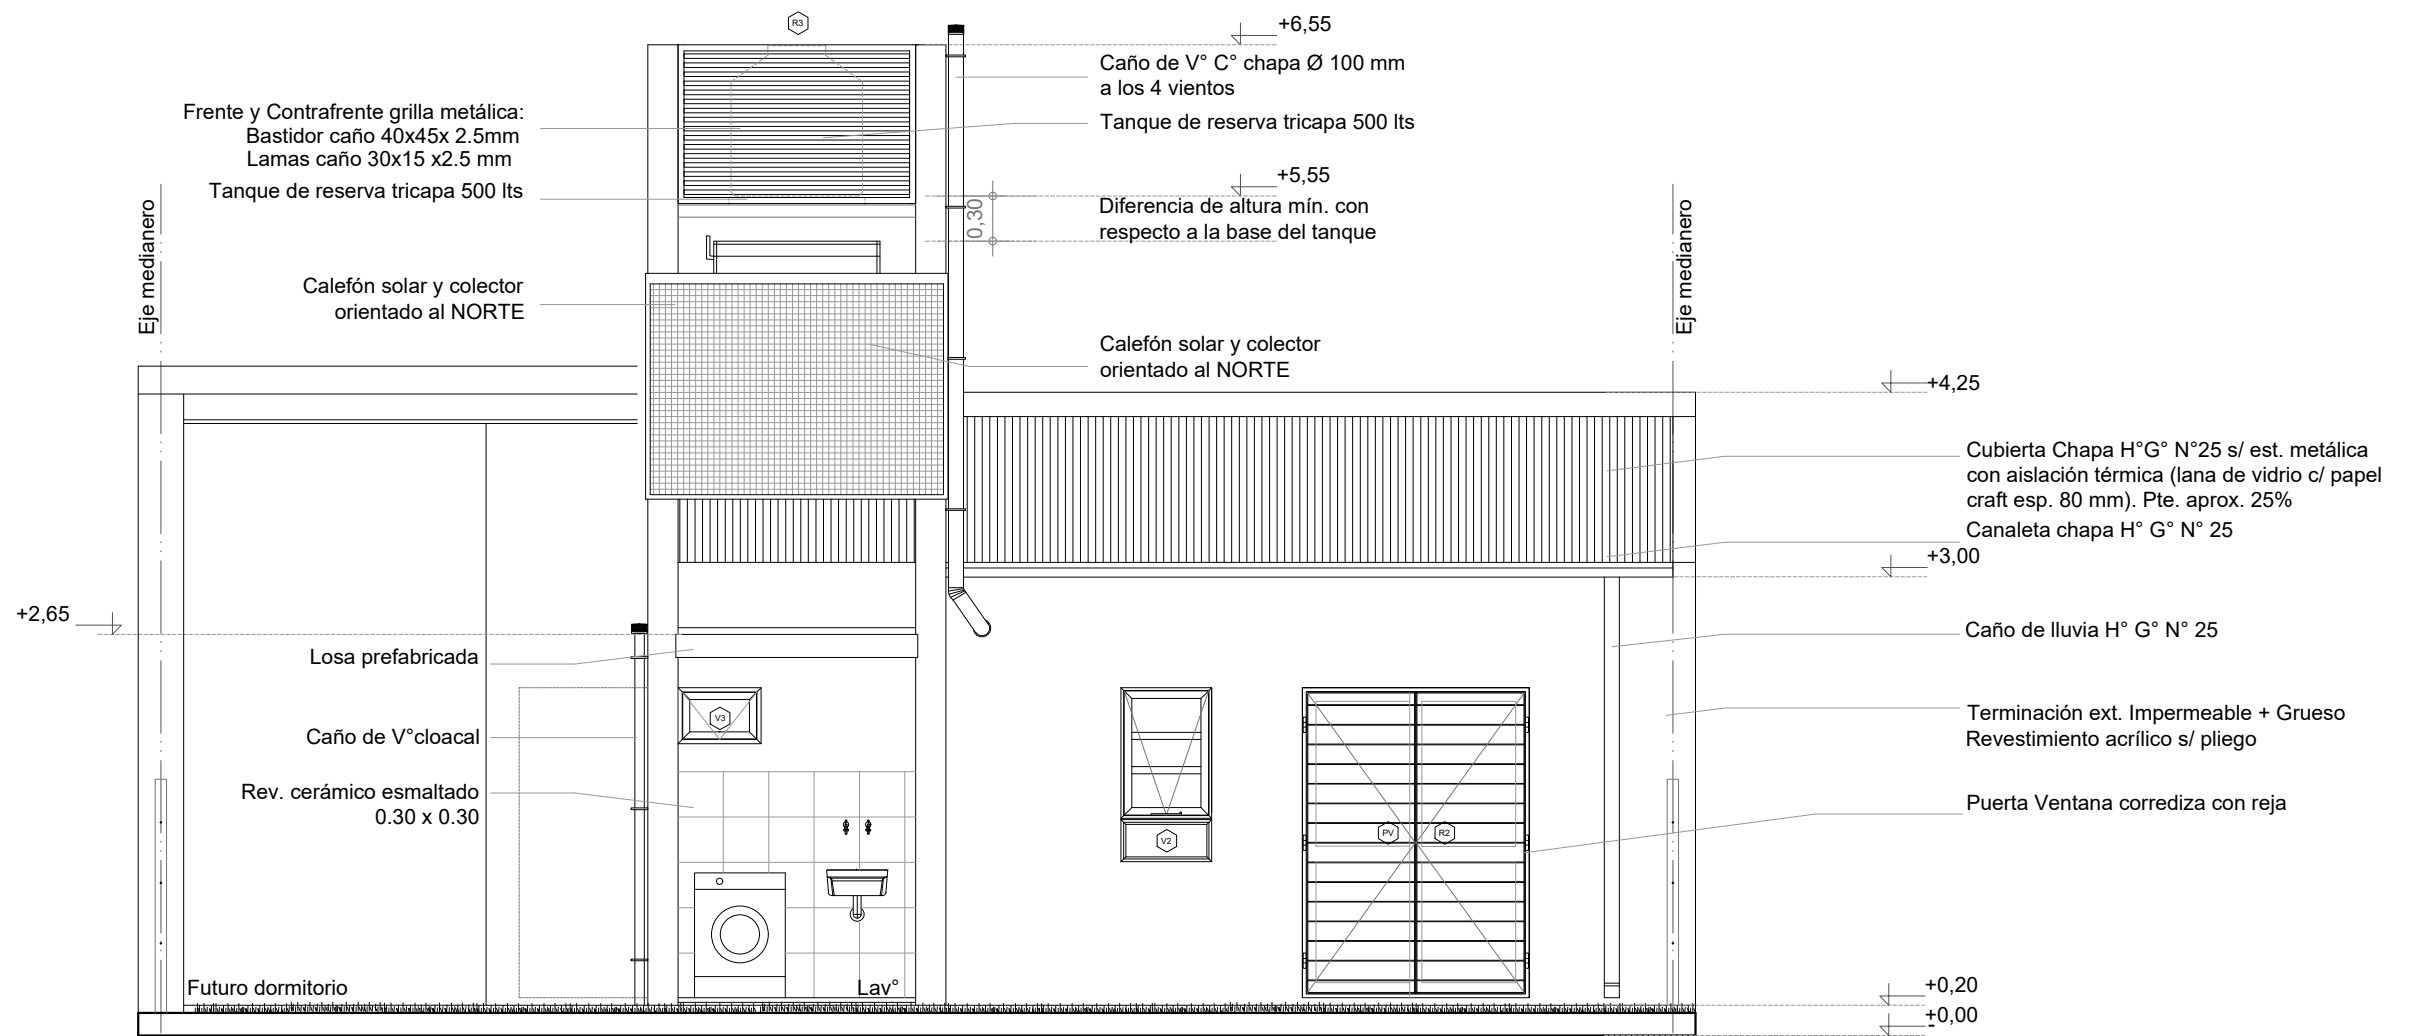 R3
+6,55
Caño de V° C° chapa Ø 100 mm
a los 4 vientos
Frente y Contrafrente grilla metálica:
Bastidor caño 40x45x 2.5mm
Lamas caño 30x15 x2.5 mm
Tanque de reserva tricapa 500 lts
Tanque de reserva tricapa 500 lts
+5,55
0,30
Diferencia de altura mín. con
respecto a la base del tanque
Eje medianero
Eje medianero
Calefón solar y colector
orientado al NORTE
Calefón solar y colector
orientado al NORTE
+4,25
Cubierta Chapa H°G° N°25 s/ est. metálica
con aislación térmica (lana de vidrio c/ papel
craft esp. 80 mm). Pte. aprox. 25%
Canaleta chapa H° G° N° 25
+3,00
+2,65
Caño de lluvia H° G° N° 25
Losa prefabricada
V3
Caño de V°cloacal
Terminación ext. Impermeable + Grueso
Revestimiento acrílico s/ pliego
Rev. cerámico esmaltado
0.30 x 0.30
Puerta Ventana corrediza con reja
V2
PV
R2
Futuro dormitorio
Lav°
+0,20
+0,00
-